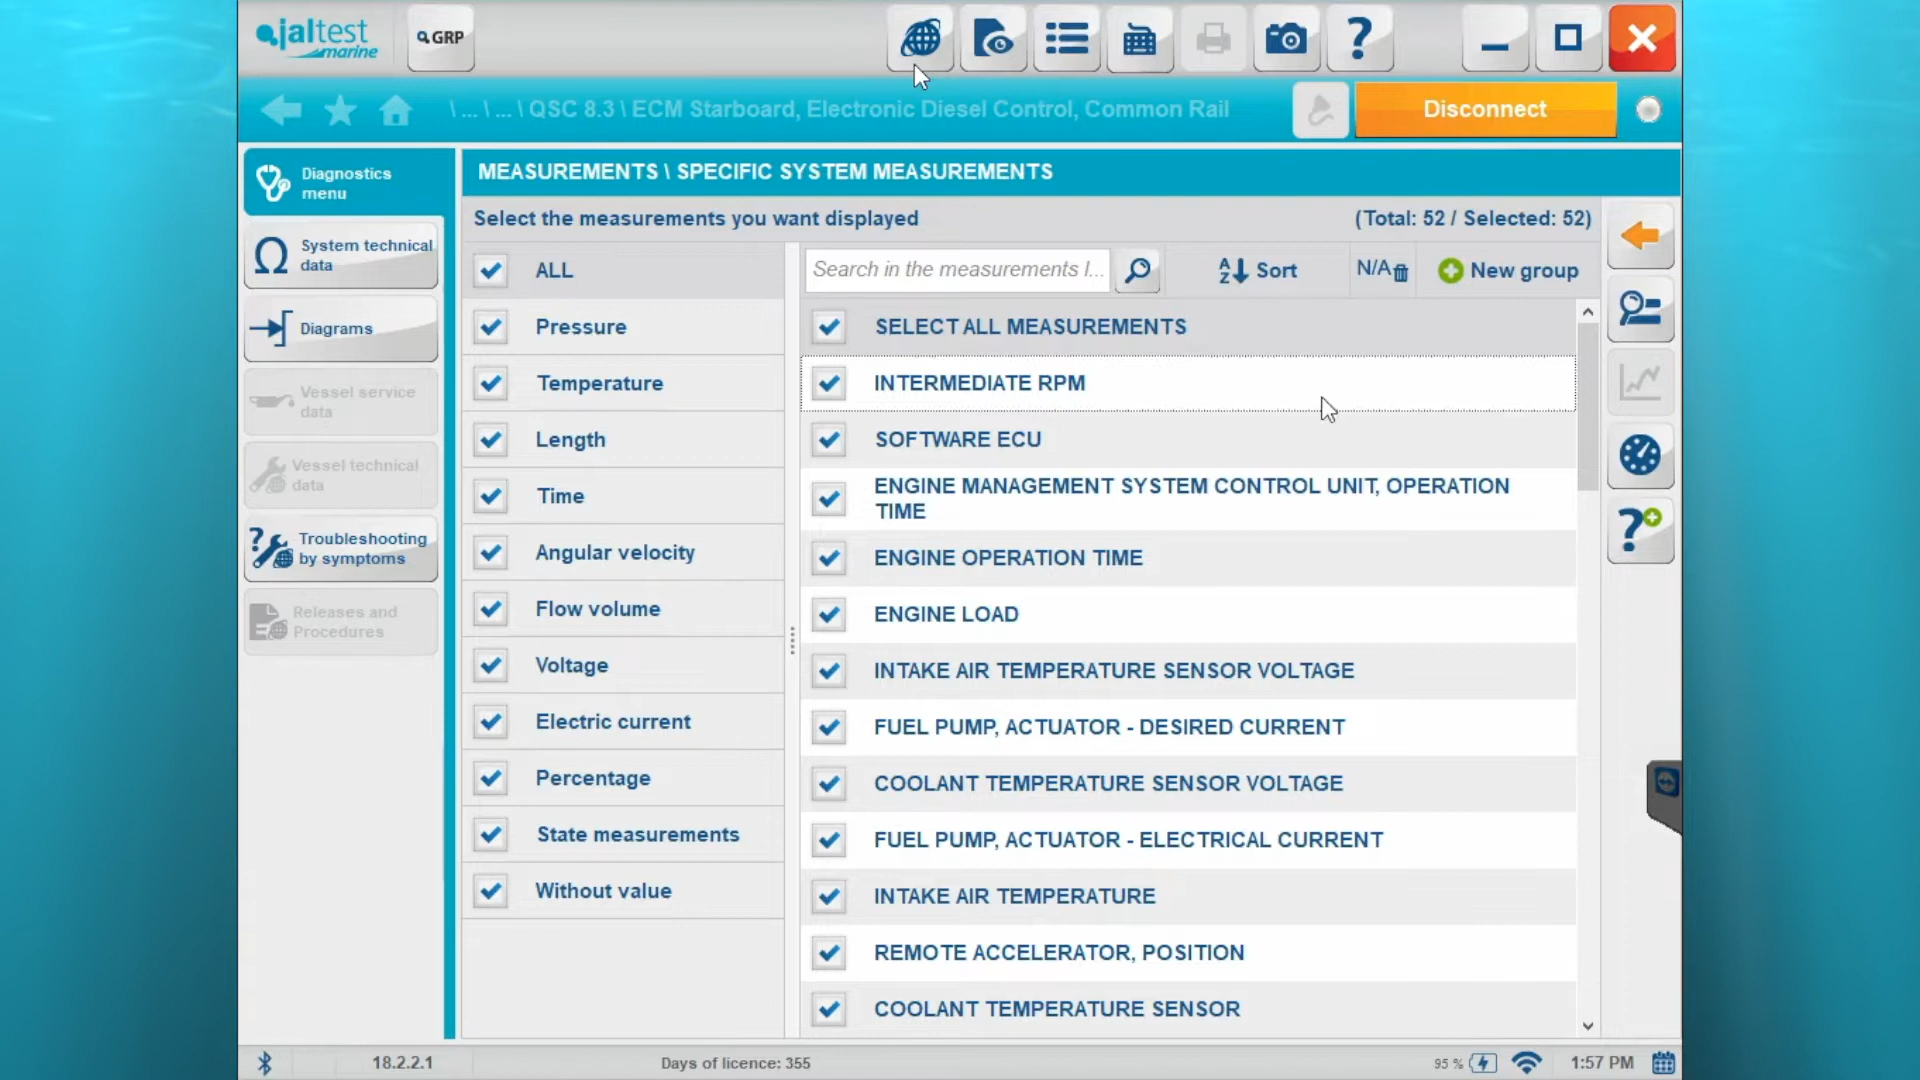 jaltest
marine
GRP
\ ... \ ... \ QSC 8.3 \ ECM Starboard, Electronic Diesel Control, Common Rail
Disconnect
Diagnostics
menu
System technical
data
Diagrams
Vessel service
data
Vessel technical
data
Troubleshooting
by symptoms
Releases and
Procedures
MEASUREMENTS \ SPECIFIC SYSTEM MEASUREMENTS
Select the measurements you want displayed
(Total: 52 / Selected: 52)
ALL
Pressure
Temperature
Length
Time
Angular velocity
Flow volume
Voltage
Electric current
Percentage
State measurements
Without value
Search in the measurements l...
Sort
N/A
New group
SELECT ALL MEASUREMENTS
INTERMEDIATE RPM
SOFTWARE ECU
ENGINE MANAGEMENT SYSTEM CONTROL UNIT, OPERATION
TIME
ENGINE OPERATION TIME
ENGINE LOAD
INTAKE AIR TEMPERATURE SENSOR VOLTAGE
FUEL PUMP, ACTUATOR - DESIRED CURRENT
COOLANT TEMPERATURE SENSOR VOLTAGE
FUEL PUMP, ACTUATOR - ELECTRICAL CURRENT
INTAKE AIR TEMPERATURE
REMOTE ACCELERATOR, POSITION
COOLANT TEMPERATURE SENSOR
18.2.2.1
Days of licence: 355
95 %
1:57 PM